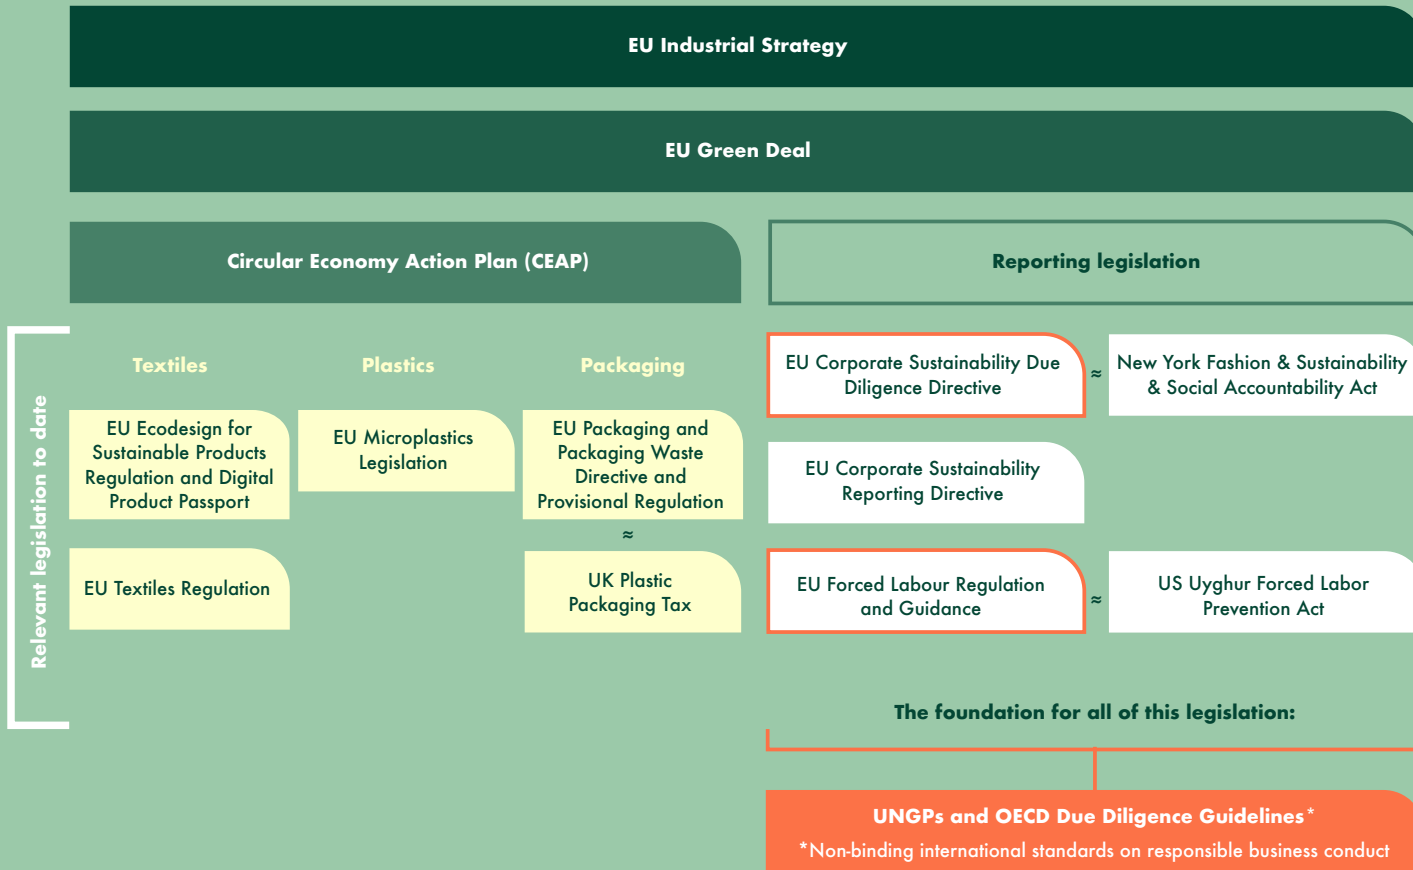 EU Industrial Strategy
EU Green Deal
Circular Economy Action Plan (CEAP)
Reporting legislation
Relevant legislation to date
Textiles
Plastics
Packaging
EU Ecodesign for
Sustainable Products
Regulation and Digital
Product Passport
EU Textiles Regulation
EU Microplastics
Legislation
EU Packaging and
Packaging Waste
Directive and
Provisional Regulation
≈
UK Plastic
Packaging Tax
EU Corporate Sustainability Due
Diligence Directive
≈
New York Fashion & Sustainability
& Social Accountability Act
EU Corporate Sustainability
Reporting Directive
EU Forced Labour Regulation
and Guidance
≈
US Uyghur Forced Labor
Prevention Act
The foundation for all of this legislation:
UNGPs and OECD Due Diligence Guidelines*
*Non-binding international standards on responsible business conduct